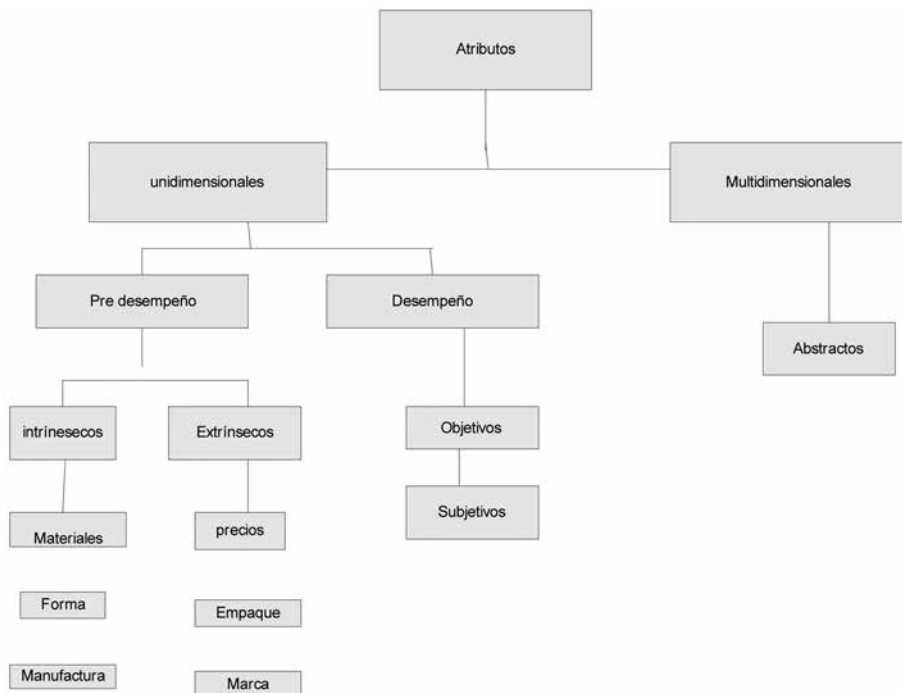 Atributos
unidimensionales
Multidimensionales
Pre desempeño
Desempeño
Abstractos
intrínesecos
Extrínsecos
Objetivos
Subjetivos
Materiales
precios
Forma
Empaque
Manufactura
Marca